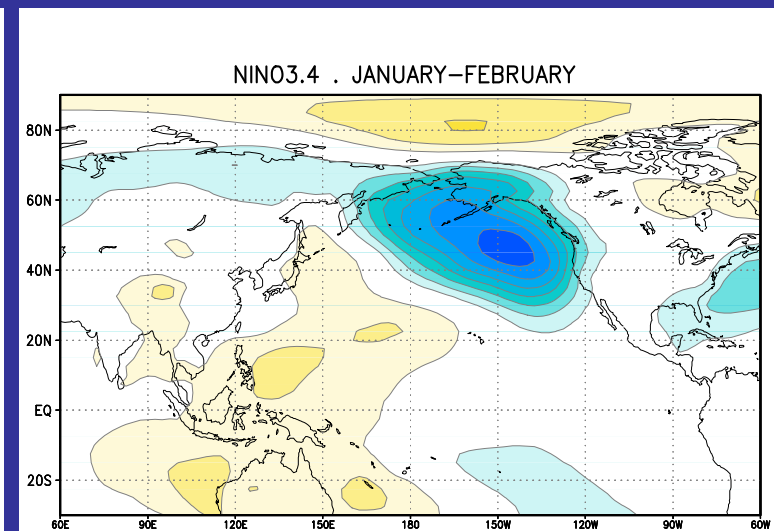 NINO3.4 . JANUARY-FEBRUARY
80N
60N
40N
20N
EQ
20S
60E 90E 120E 150E 180 150W 120W 90W 60W